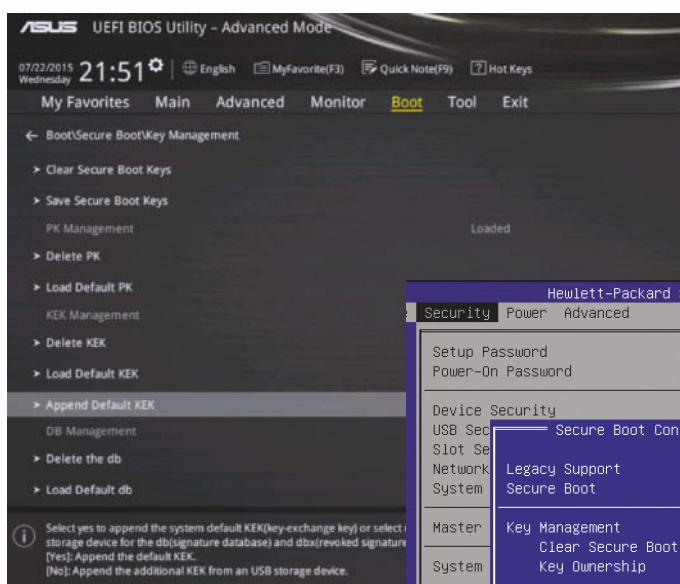 ASUS UEFI BIOS Utility – Advanced Mode
07/22/2015
Wednesday 21:51 English MyFavorite(F3) Quick Note(F9) ? Hot Keys
My Favorites Main Advanced Monitor Boot Tool Exit
← Boot\Secure Boot\Key Management
> Clear Secure Boot Keys
> Save Secure Boot Keys
PK Management Loaded
> Delete PK
> Load Default PK
KEK Management
> Delete KEK
> Load Default KEK
> Append Default KEK
DB Management
> Delete the db
> Load Default db
i Select yes to append the system default KEK(key-exchange key) or select
storage device for the db(signature database) and dbx(revoked signature
[Yes]: Append the default KEK.
[No]: Append the additional KEK from an USB storage device.
Hewlett-Packard
Security Power Advanced
Setup Password
Power-On Password
Device Security
USB Sec
Slot Se
Network
System
Master
System
Secure Boot Con
Legacy Support
Secure Boot
Key Management
Clear Secure Boot
Key Ownership